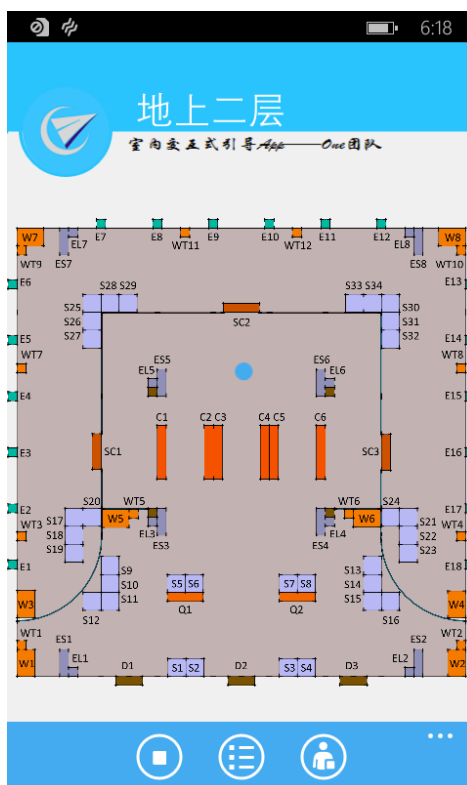 6:18
地上二层
室内交互式引导App——One团队
W7 EL7 E7 E8 WT11 E9 E10 WT12 E11 E12 EL8 W8
WT9 ES7 ES8 WT10
E6 S28 S29 S33 S34 E13
S25 S30
S26 SC2 S31
E5 S27 S32 E14
WT7 ES5 ES6 WT8
EL5 EL6
E4 E15
C1 C2 C3 C4 C5 C6
E3 SC1 SC3 E16
E2 S20 WT5 WT6 S24 E17
WT3 S17 W5 W6 S21 WT4
S18 EL3 EL4 S22
S19 ES3 ES4 S23
E1 S9 S13 E18
S10 S5 S6 S7 S8 S14
W3 S11 S15 W4
S12 Q1 Q2 S16
WT1 ES1 ES2 WT2
W1 EL1 D1 S1 S2 D2 S3 S4 D3 EL2 W2